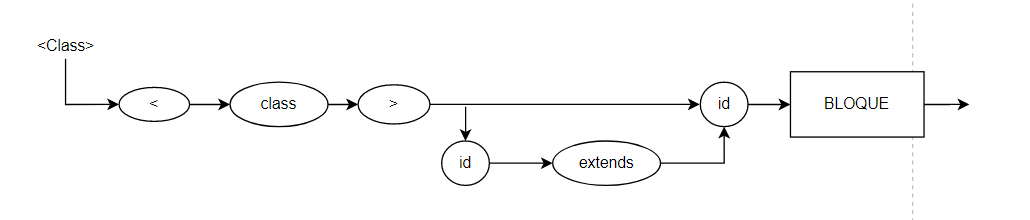 <Class>
<
class
>
id
BLOQUE
id
extends